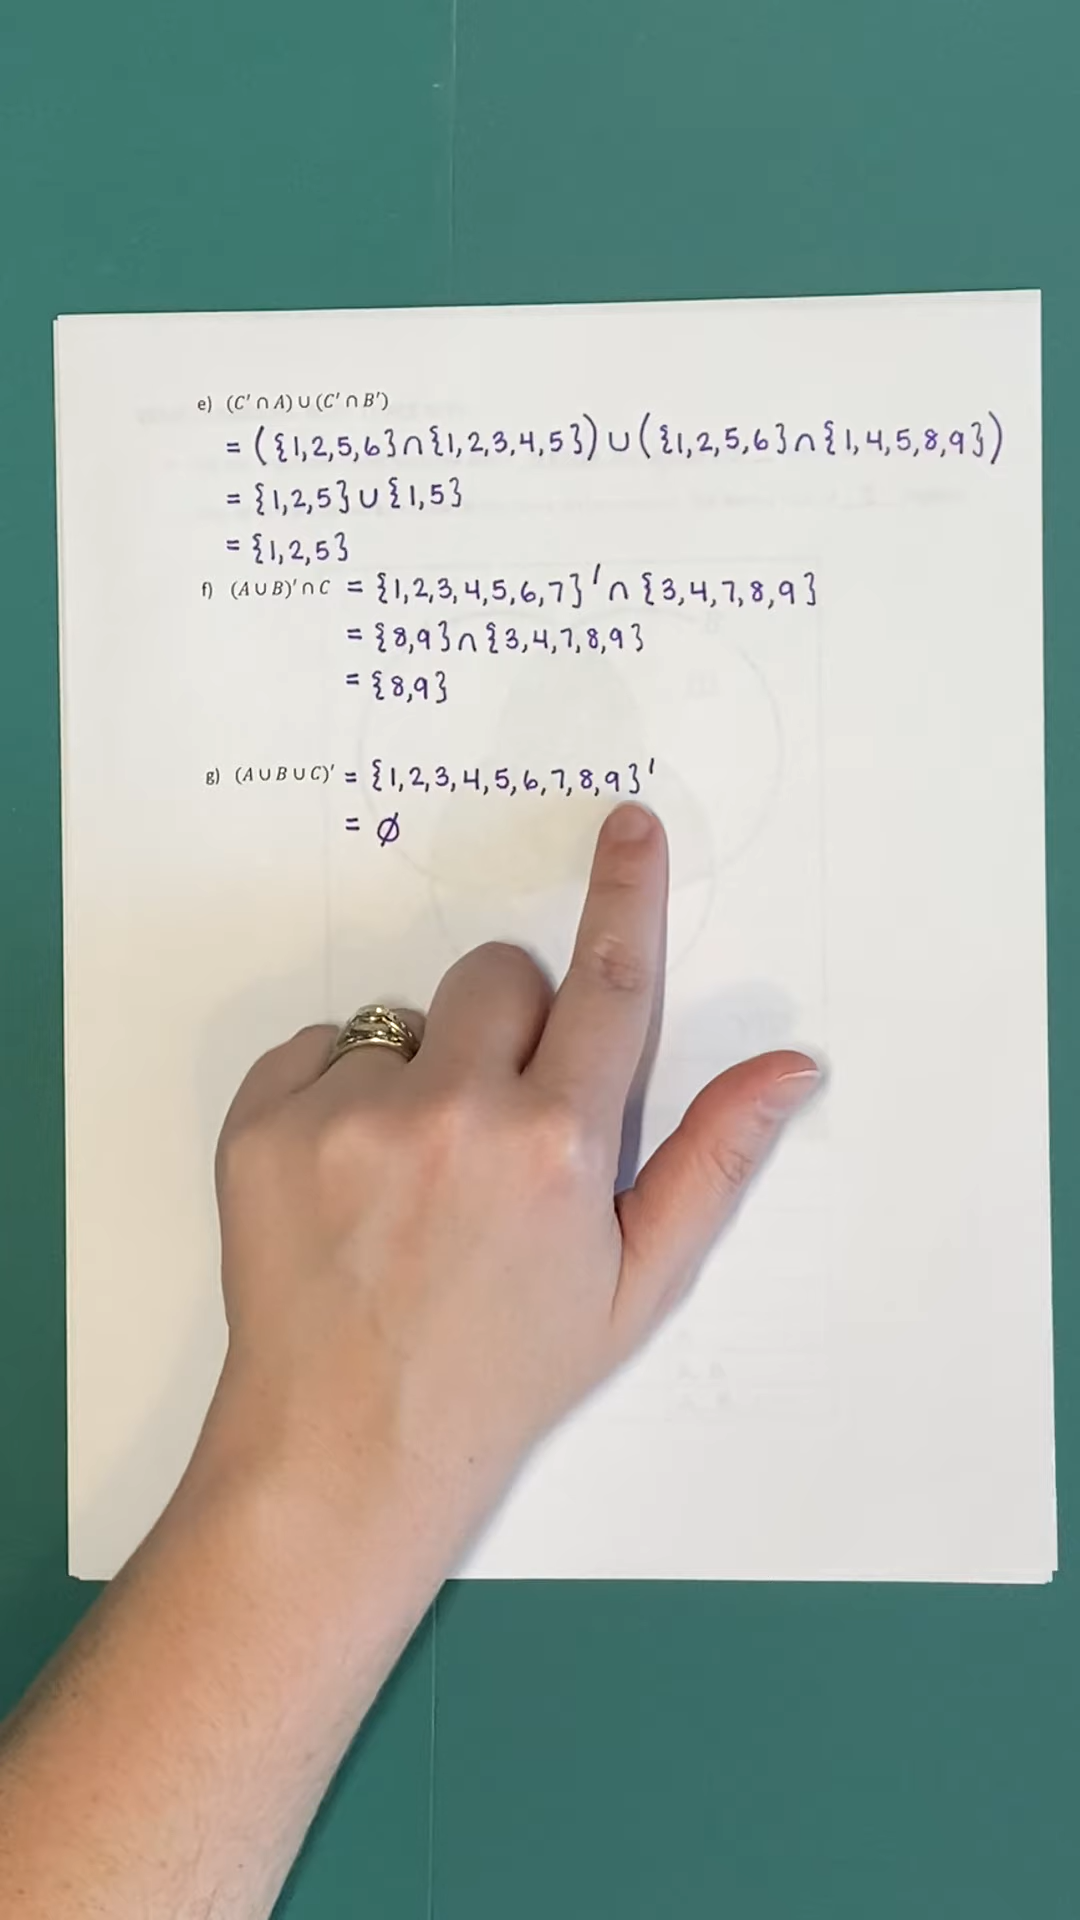 e) (C′ ∩ A) ∪ (C′ ∩ B′)
= ({1,2,5,6} ∩ {1,2,3,4,5}) ∪ ({1,2,5,6} ∩ {1,4,5,8,9})
= {1,2,5} ∪ {1,5}
= {1,2,5}
f) (A ∪ B)′ ∩ C = {1,2,3,4,5,6,7}′ ∩ {3,4,7,8,9}
= {8,9} ∩ {3,4,7,8,9}
= {8,9}
g) (A ∪ B ∪ C)′ = {1,2,3,4,5,6,7,8,9}′
= ∅